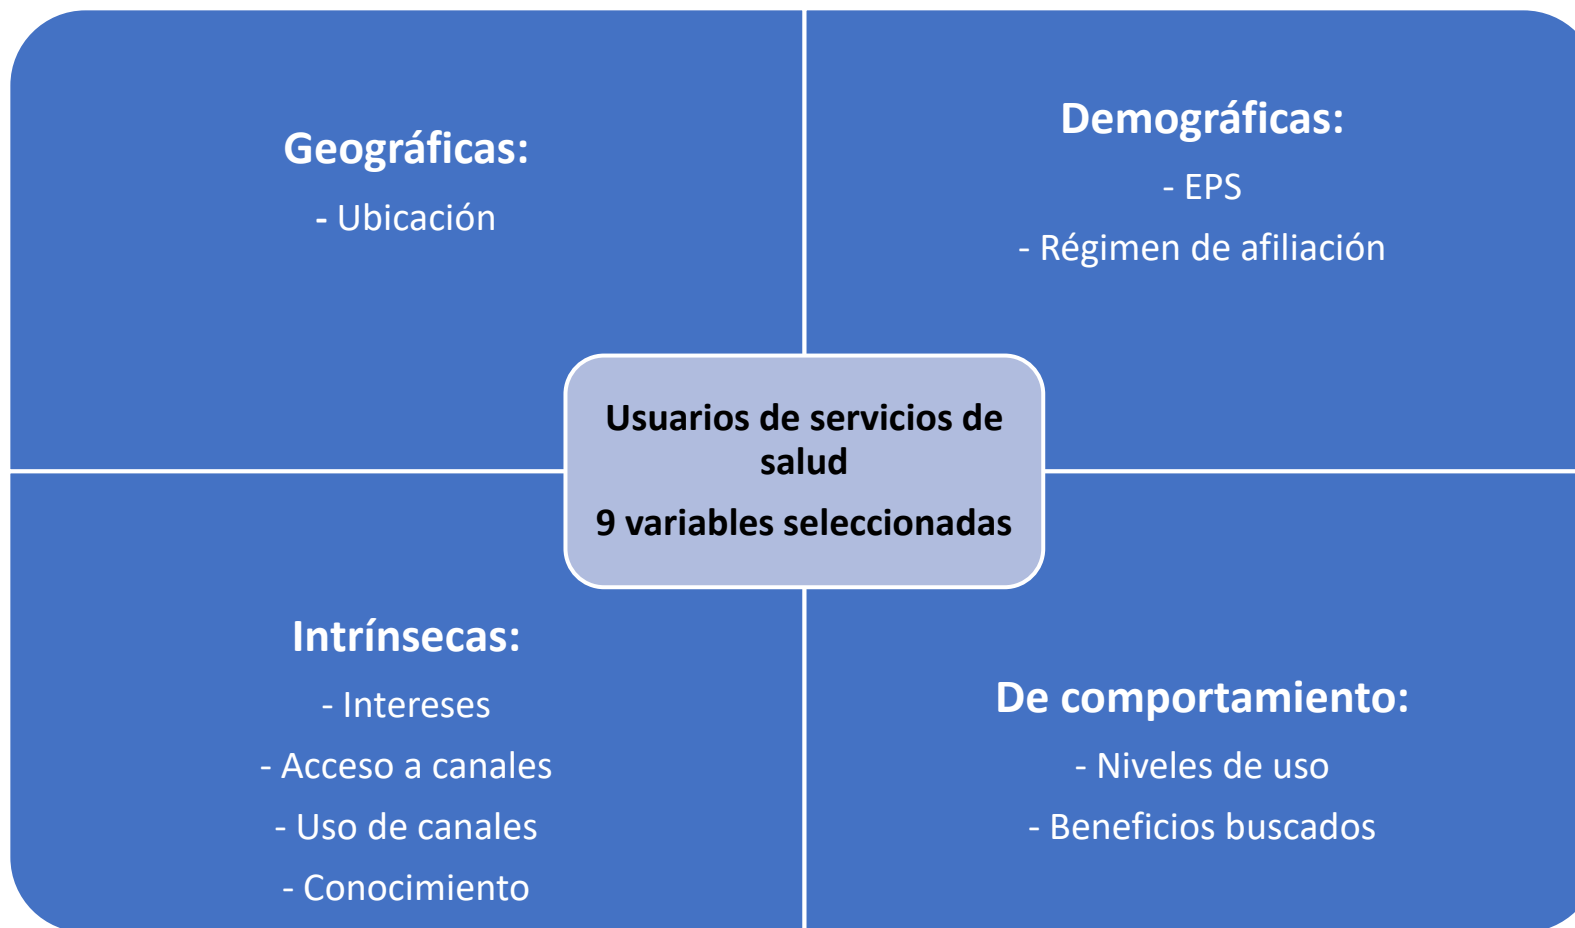 Geográficas:
- Ubicación
Demográficas:
- EPS
- Régimen de afiliación
Usuarios de servicios de
salud
9 variables seleccionadas
Intrínsecas:
- Intereses
- Acceso a canales
- Uso de canales
- Conocimiento
De comportamiento:
- Niveles de uso
- Beneficios buscados